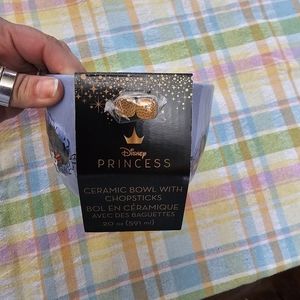 Disney
PRINCESS
CERAMIC BOWL WITH
CHOPSTICKS
BOL EN CÉRAMIQUE
AVEC DES BAGUETTES
20 oz (591 ml)